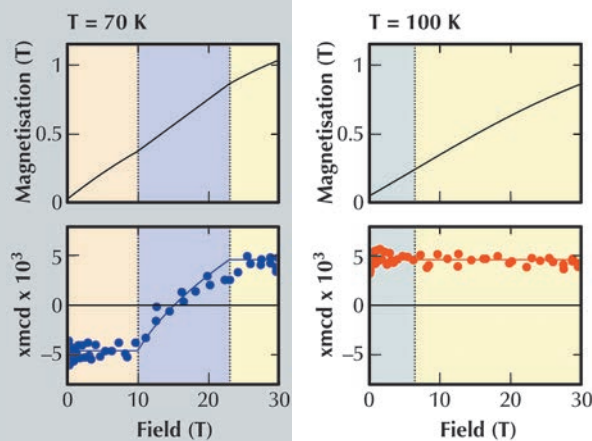 T = 70 K
Magnetisation (T)
1
0.5
0
xmcd x 10³
5
0
–5
0 10 20 30
Field (T)
T = 100 K
Magnetisation (T)
1
0.5
0
xmcd x 10³
5
0
–5
0 10 20 30
Field (T)